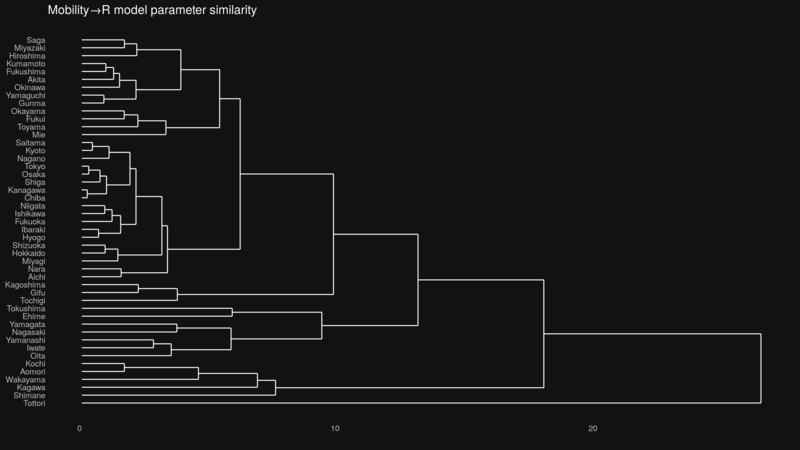 Mobility→R model parameter similarity
Saga
Miyazaki
Hiroshima
Kumamoto
Fukushima
Akita
Okinawa
Yamaguchi
Gunma
Okayama
Fukui
Toyama
Mie
Saitama
Kyoto
Nagano
Tokyo
Osaka
Shiga
Kanagawa
Chiba
Niigata
Ishikawa
Fukuoka
Ibaraki
Hyogo
Shizuoka
Hokkaido
Miyagi
Nara
Aichi
Kagoshima
Gifu
Tochigi
Tokushima
Ehime
Yamagata
Nagasaki
Yamanashi
Iwate
Oita
Kochi
Aomori
Wakayama
Kagawa
Shimane
Tottori
0 10 20